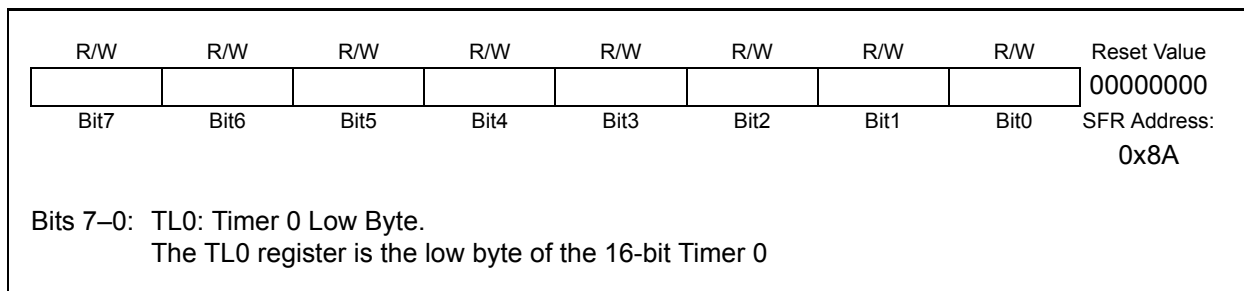 R/W R/W R/W R/W R/W R/W R/W R/W Reset Value
00000000
Bit7 Bit6 Bit5 Bit4 Bit3 Bit2 Bit1 Bit0 SFR Address:
0x8A
Bits 7–0: TL0: Timer 0 Low Byte.
The TL0 register is the low byte of the 16-bit Timer 0